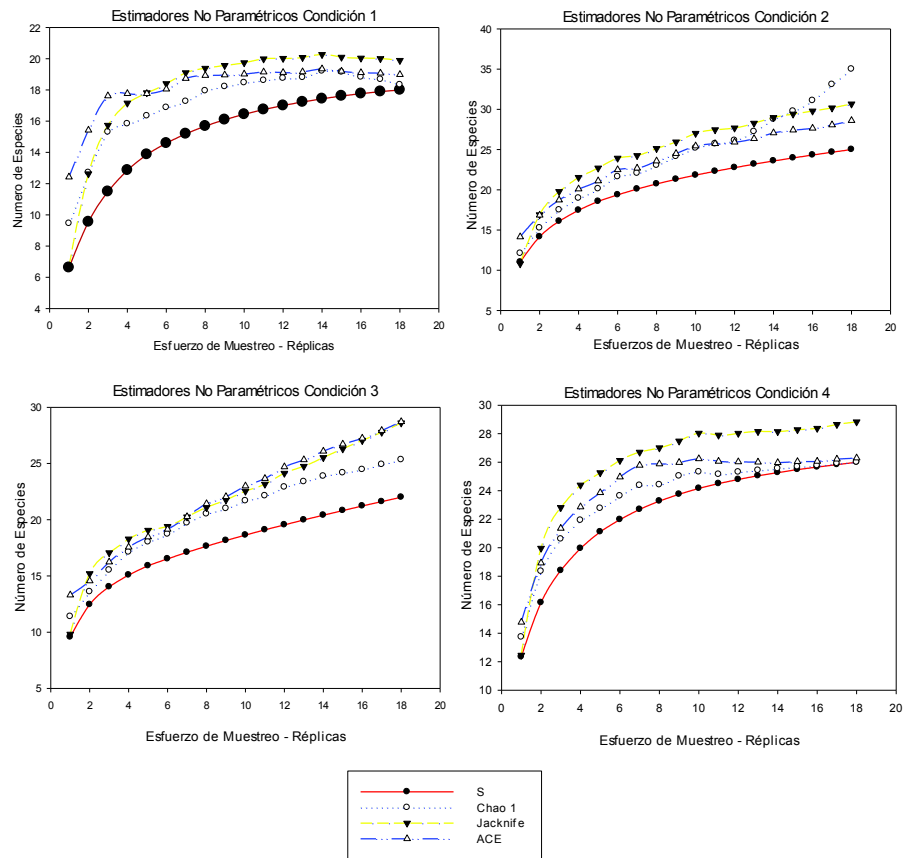 Estimadores No Paramétricos Condición 1
Número de Especies
22
20
18
16
14
12
10
8
6
4
0 2 4 6 8 10 12 14 16 18 20
Esfuerzo de Muestreo - Réplicas
Estimadores No Paramétricos Condición 2
Número de Especies
40
35
30
25
20
15
10
5
0 2 4 6 8 10 12 14 16 18 20
Esfuerzos de Muestreo - Réplicas
Estimadores No Paramétricos Condición 3
Número de Especies
30
25
20
15
10
5
0 2 4 6 8 10 12 14 16 18 20
Esfuerzo de Muestreo - Réplicas
Estimadores No Paramétricos Condición 4
Número de Especies
30
28
26
24
22
20
18
16
14
12
10
0 2 4 6 8 10 12 14 16 18 20
Esfuerzo de Muestreo - Réplicas
S
Chao 1
Jacknife
ACE